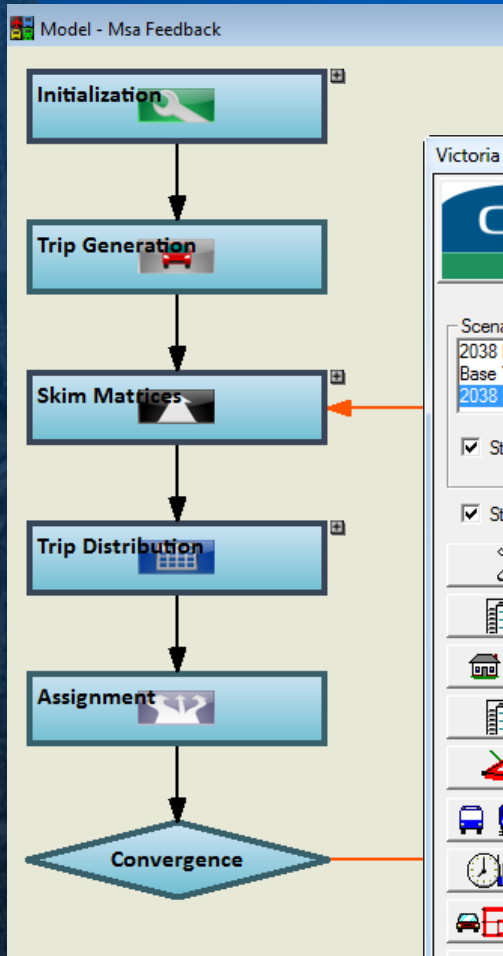 Model - Msa Feedback
Initialization
Victoria
Trip Generation
Scena
2038
Base
2038
Skim Matrices
St
St
Trip Distribution
Assignment
Convergence